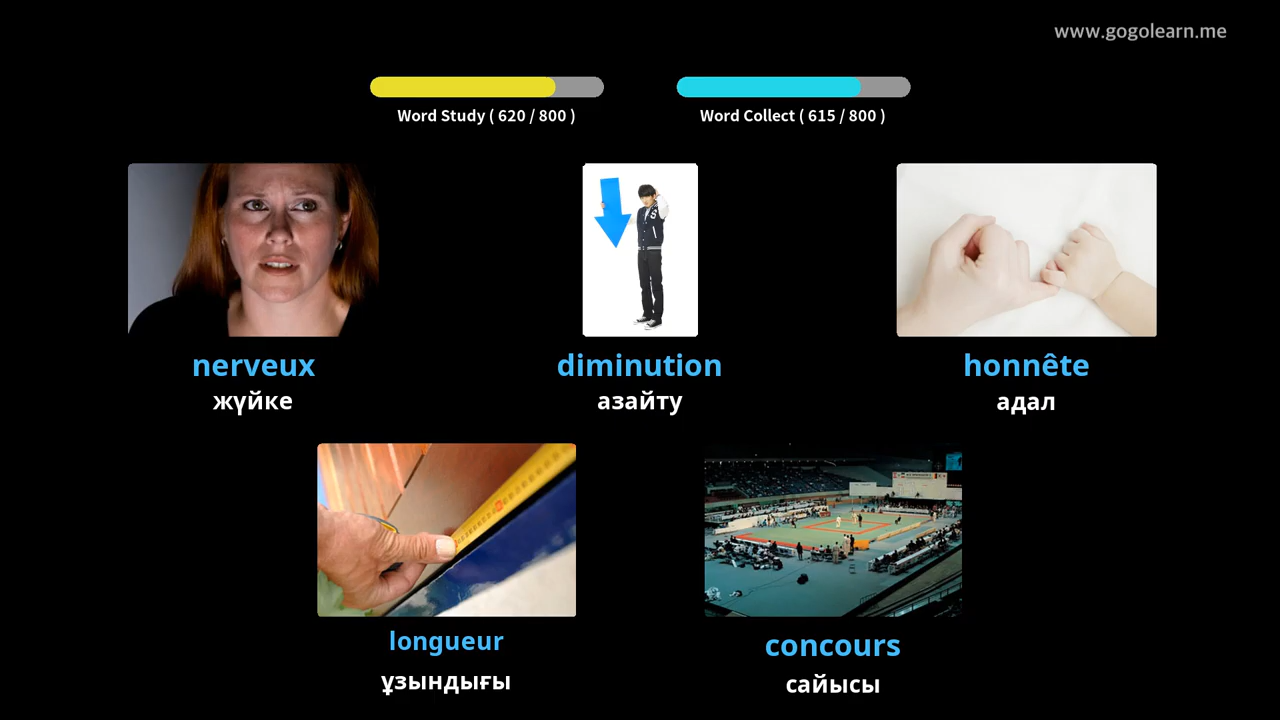 www.gogolearn.me
Word Study ( 620 / 800 )
Word Collect ( 615 / 800 )
nerveux
жүйке
diminution
азайту
honnête
адал
longueur
ұзындығы
concours
сайысы